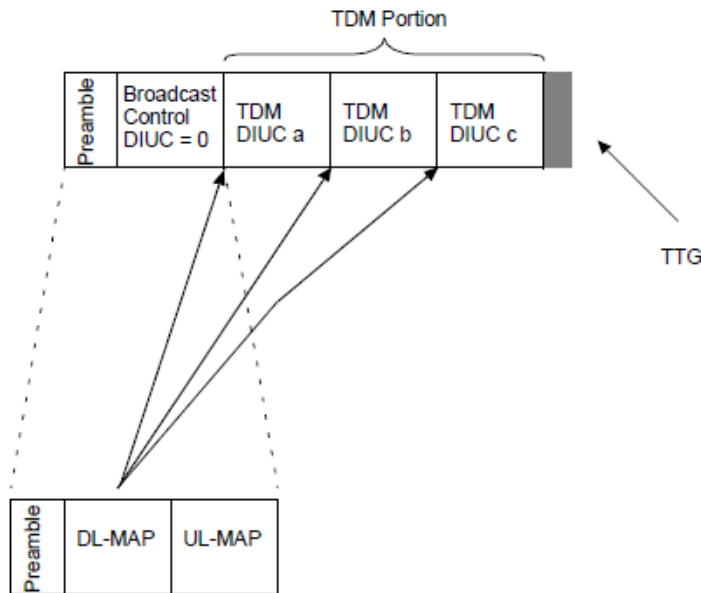 TDM Portion
Preamble
Broadcast
Control
DIUC = 0
TDM
DIUC a
TDM
DIUC b
TDM
DIUC c
TTG
Preamble
DL-MAP
UL-MAP